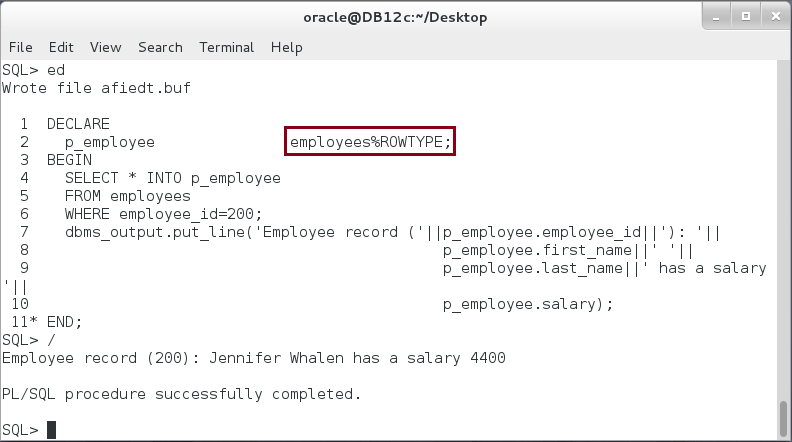 oracle@DB12c:~/Desktop
File Edit View Search Terminal Help
SQL> ed
Wrote file afiedt.buf
1 DECLARE
2 p_employee employees%ROWTYPE;
3 BEGIN
4 SELECT * INTO p_employee
5 FROM employees
6 WHERE employee_id=200;
7 dbms_output.put_line('Employee record ('||p_employee.employee_id||'): '||
8 p_employee.first_name||' '||
9 p_employee.last_name||' has a salary
'||
10 p_employee.salary);
11* END;
SQL> /
Employee record (200): Jennifer Whalen has a salary 4400
PL/SQL procedure successfully completed.
SQL>